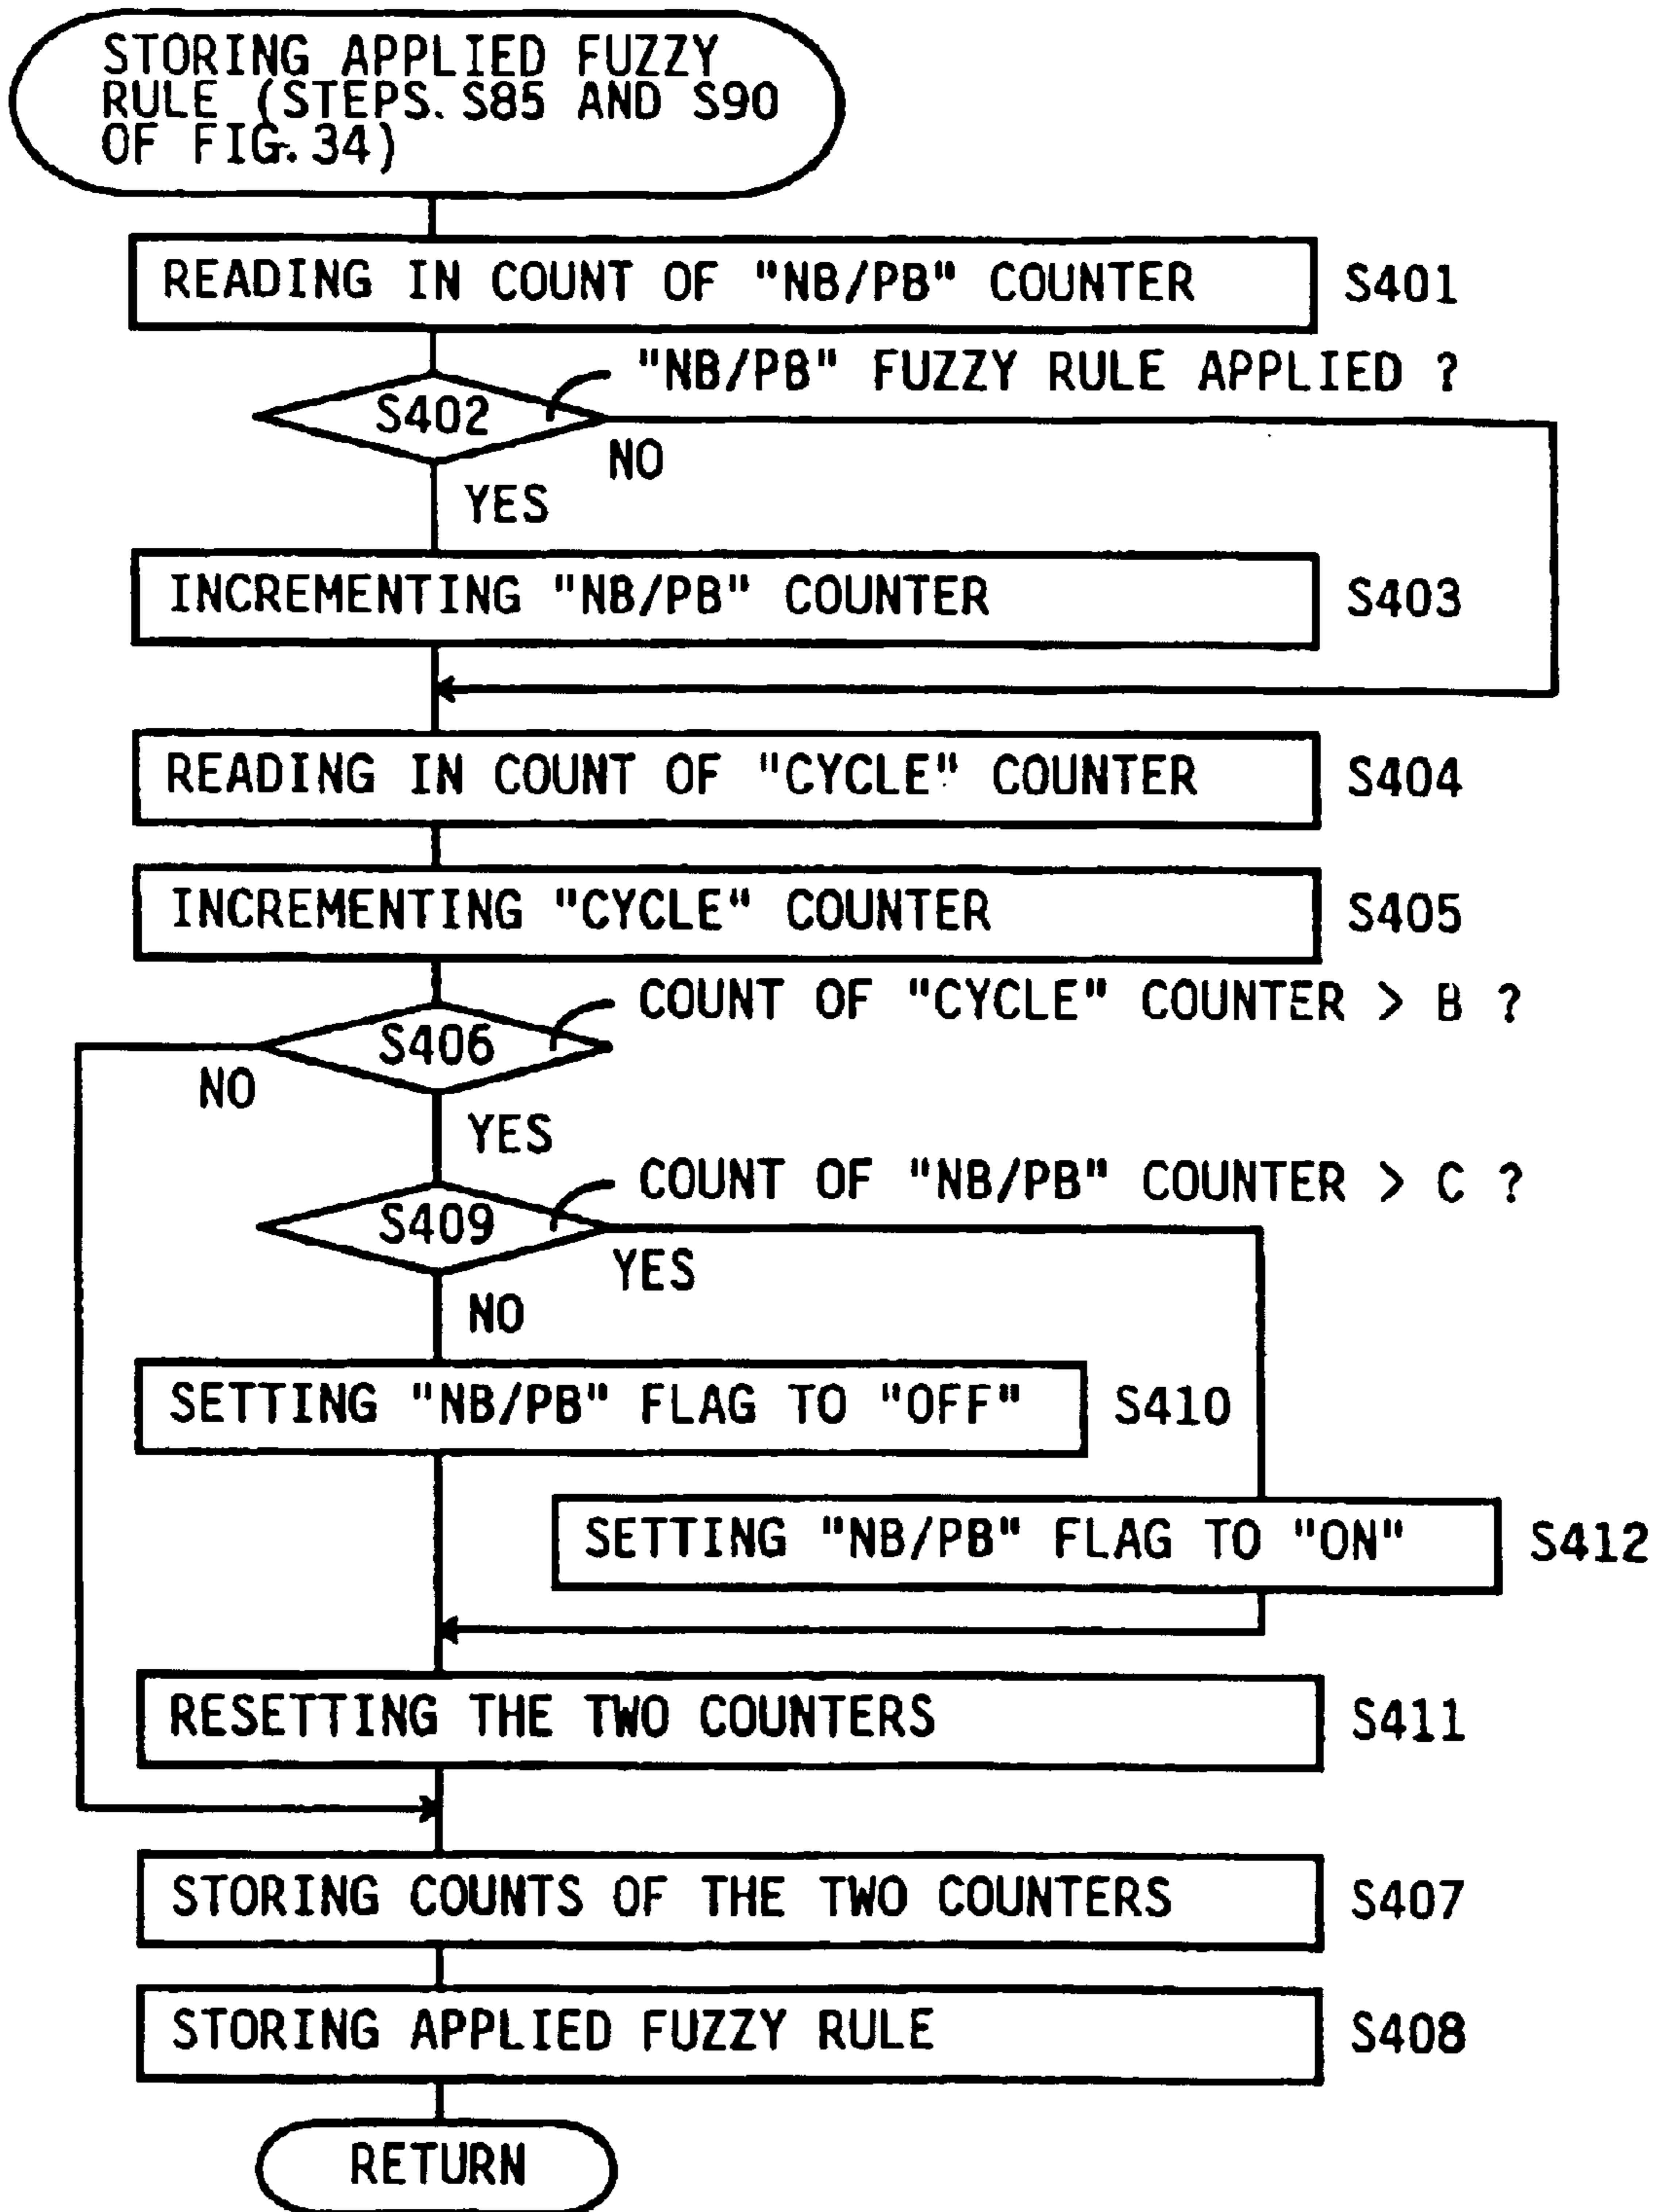 STORING APPLIED FUZZY
RULE (STEPS. S85 AND S90
OF FIG. 34)
READING IN COUNT OF "NB/PB" COUNTER S401
"NB/PB" FUZZY RULE APPLIED ?
S402
NO
YES
INCREMENTING "NB/PB" COUNTER S403
READING IN COUNT OF "CYCLE" COUNTER S404
INCREMENTING "CYCLE" COUNTER S405
COUNT OF "CYCLE" COUNTER > B ?
S406
NO
YES
COUNT OF "NB/PB" COUNTER > C ?
S409
YES
NO
SETTING "NB/PB" FLAG TO "OFF" S410
SETTING "NB/PB" FLAG TO "ON" S412
RESETTING THE TWO COUNTERS S411
STORING COUNTS OF THE TWO COUNTERS S407
STORING APPLIED FUZZY RULE S408
RETURN